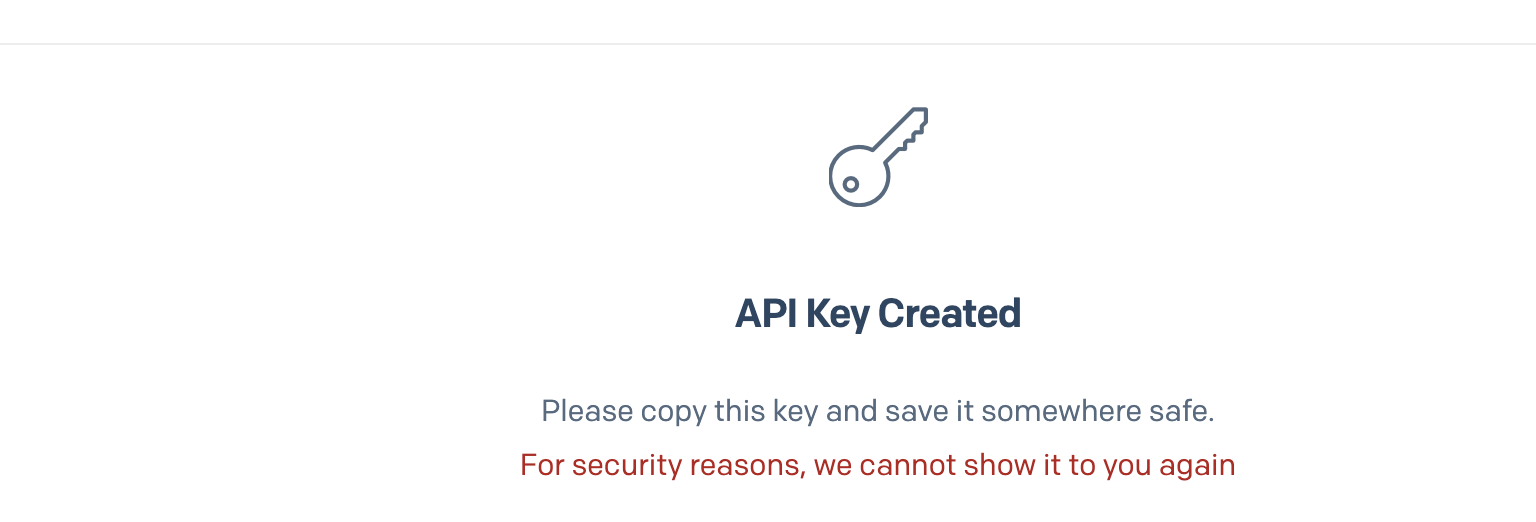 API Key Created
Please copy this key and save it somewhere safe.
For security reasons, we cannot show it to you again